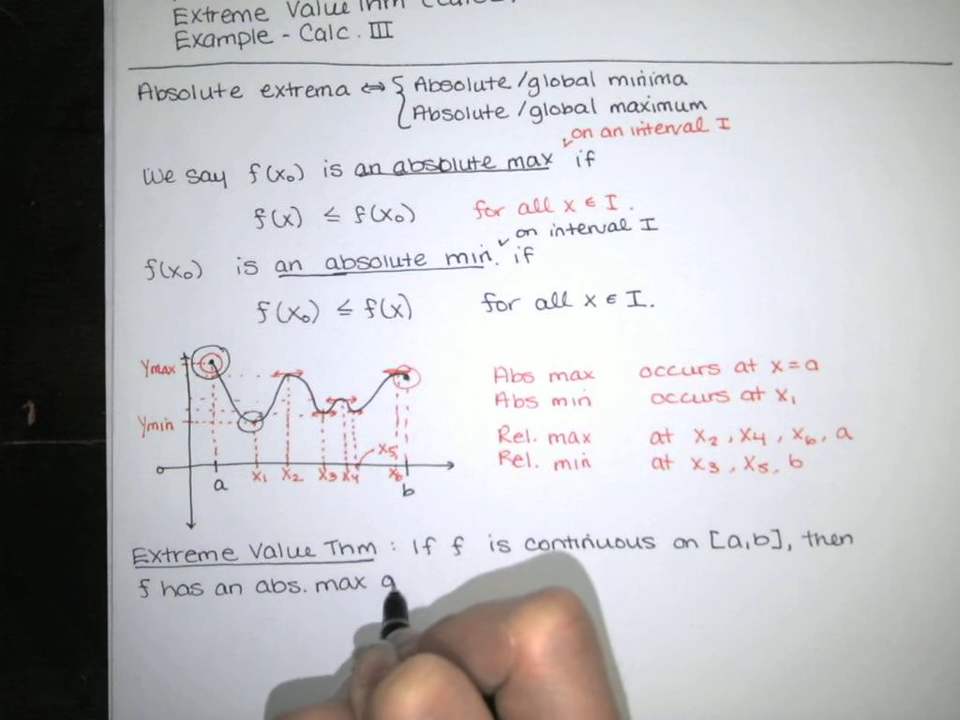 Extreme Value Thm
Example - Calc. III
Absolute extrema ⇔ { Absolute/global minima
Absolute/global maximum
on an interval I
We say f(x₀) is an absolute max if
f(x) ≤ f(x₀) for all x ∈ I.
on interval I
f(x₀) is an absolute min. if
f(x₀) ≤ f(x) for all x ∈ I.
Ymax
Ymin
a x₁ x₂ x₃ x₄ x₅ x₆ b
Abs max occurs at x=a
Abs min occurs at x₁
Rel. max at x₂, x₄, x₆, a
Rel. min at x₃, x₅, b
Extreme Value Thm : If f is continuous on [a,b], then
f has an abs. max a